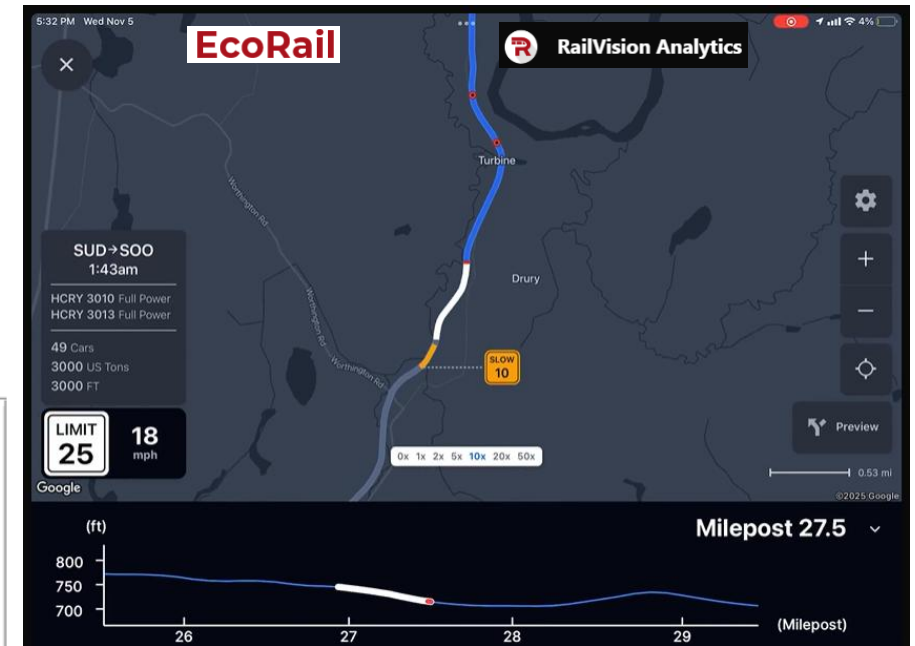 5:32 PM Wed Nov 5
4%
EcoRail
RailVision Analytics
Turbine
Worthington Rd
Drury
Worthington Rd
Worthington Rd
SUD→SOO
1:43am
HCRY 3010 Full Power
HCRY 3013 Full Power
49 Cars
3000 US Tons
3000 FT
SLOW
10
LIMIT
25
18
mph
0x 1x 2x 5x 10x 20x 50x
Preview
0.53 mi
Google
©2025 Google
(ft)
Milepost 27.5
800
750
700
26 27 28 29
(Milepost)